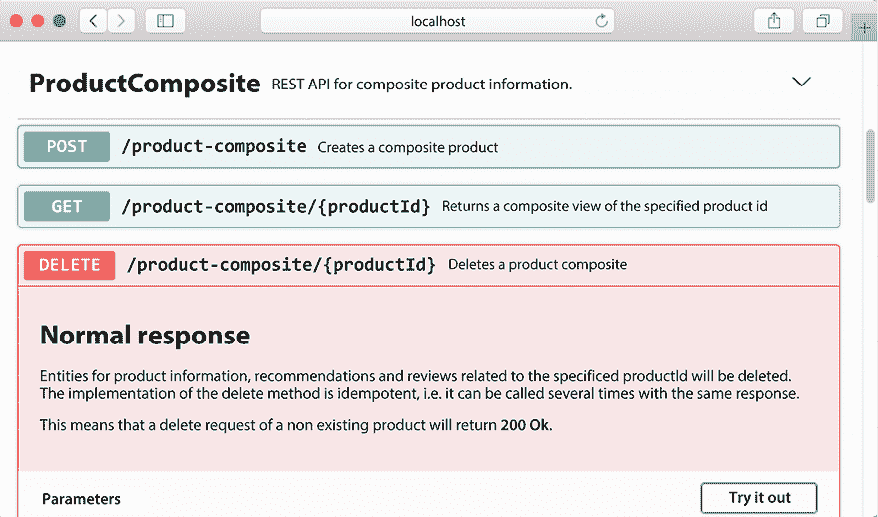 localhost
ProductComposite REST API for composite product information.
POST /product-composite Creates a composite product
GET /product-composite/{productId} Returns a composite view of the specified product id
DELETE /product-composite/{productId} Deletes a product composite
Normal response
Entities for product information, recommendations and reviews related to the specificed productId will be deleted.
The implementation of the delete method is idempotent, i.e. it can be called several times with the same response.
This means that a delete request of a non existing product will return 200 Ok.
Parameters Try it out